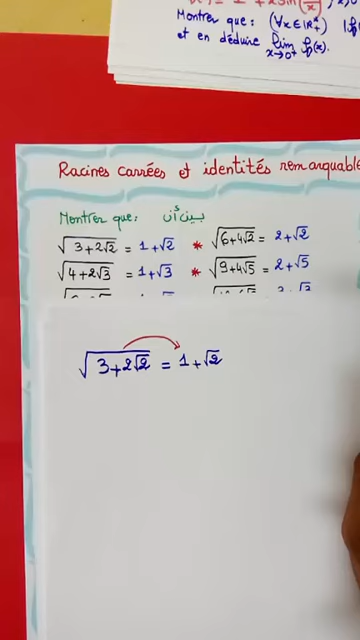 Montrer que: (∀x∈ℝ*₊)
et en déduire lim f(x).
x→0⁺
Racines carrées et identités remarquable
Montrer que: بين أن
√(3+2√2) = 1+√2 * √(6+4√2) = 2+√2
√(4+2√3) = 1+√3 * √(9+4√5) = 2+√5
√(3+2√2) = 1+√2